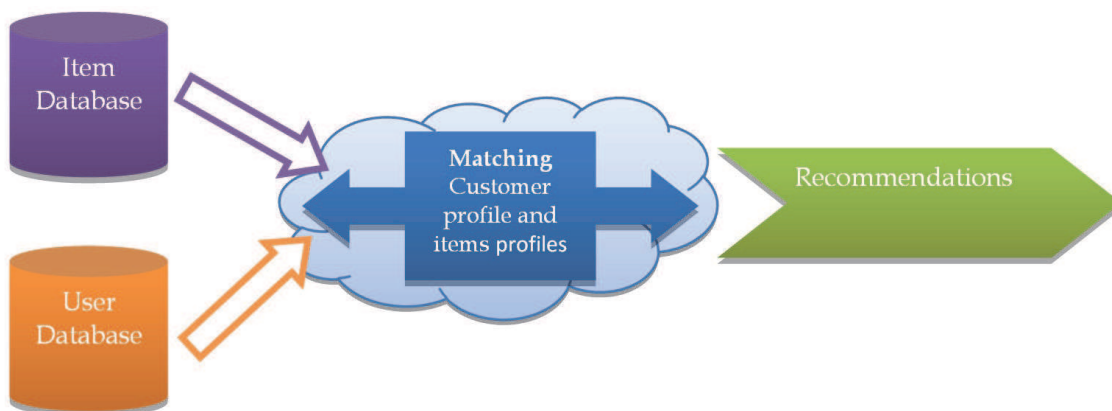 Item
Database
Matching
Customer
profile and
items profiles
Recommendations
User
Database